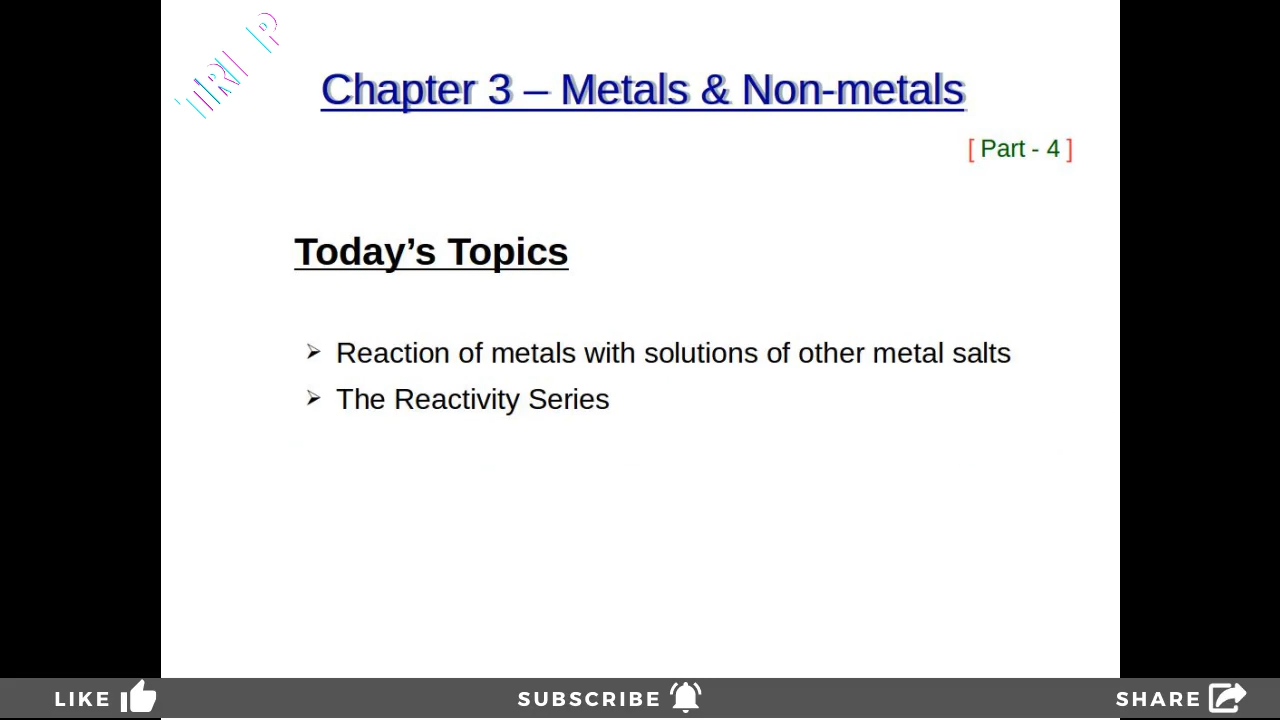 Chapter 3 – Metals & Non-metals
[ Part - 4 ]
Today’s Topics
➢ Reaction of metals with solutions of other metal salts
➢ The Reactivity Series
LIKE
SUBSCRIBE
SHARE